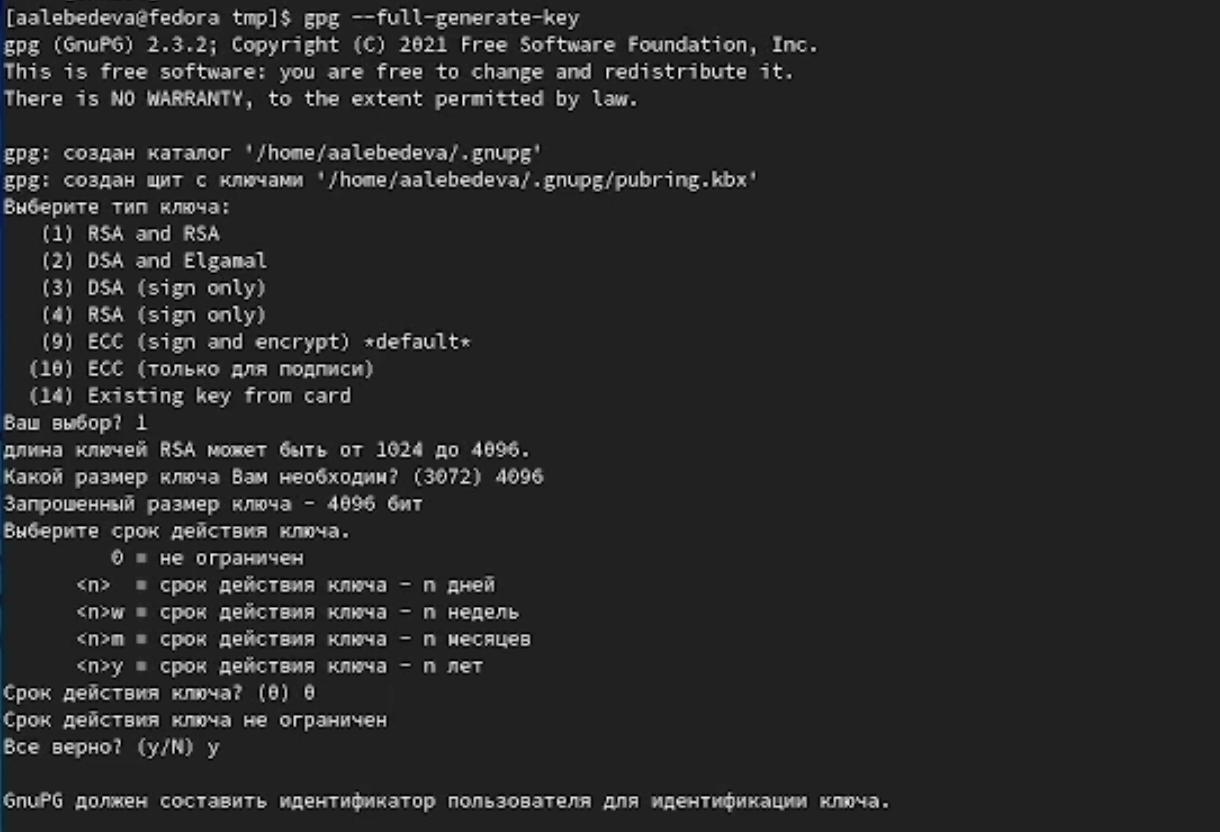 [aalebedeva@fedora tmp]$ gpg --full-generate-key
gpg (GnuPG) 2.3.2; Copyright (C) 2021 Free Software Foundation, Inc.
This is free software: you are free to change and redistribute it.
There is NO WARRANTY, to the extent permitted by law.

gpg: создан каталог '/home/aalebedeva/.gnupg'
gpg: создан щит с ключами '/home/aalebedeva/.gnupg/pubring.kbx'
Выберите тип ключа:
   (1) RSA and RSA
   (2) DSA and Elgamal
   (3) DSA (sign only)
   (4) RSA (sign only)
   (9) ECC (sign and encrypt) *default*
  (10) ECC (только для подписи)
  (14) Existing key from card
Ваш выбор? 1
длина ключей RSA может быть от 1024 до 4096.
Какой размер ключа Вам необходим? (3072) 4096
Запрошенный размер ключа - 4096 бит
Выберите срок действия ключа.
         0 = не ограничен
      <n>  = срок действия ключа - n дней
      <n>w = срок действия ключа - n недель
      <n>m = срок действия ключа - n месяцев
      <n>y = срок действия ключа - n лет
Срок действия ключа? (0) 0
Срок действия ключа не ограничен
Все верно? (y/N) y

GnuPG должен составить идентификатор пользователя для идентификации ключа.